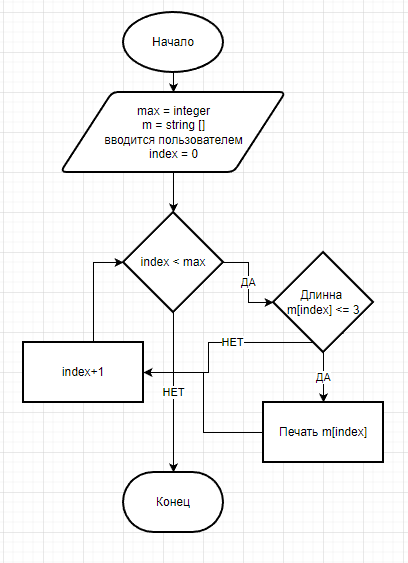 Начало
max = integer
m = string []
вводится пользователем
index = 0
index < max
ДА
Длинна
m[index] <= 3
НЕТ
index+1
ДА
НЕТ
Печать m[index]
Конец